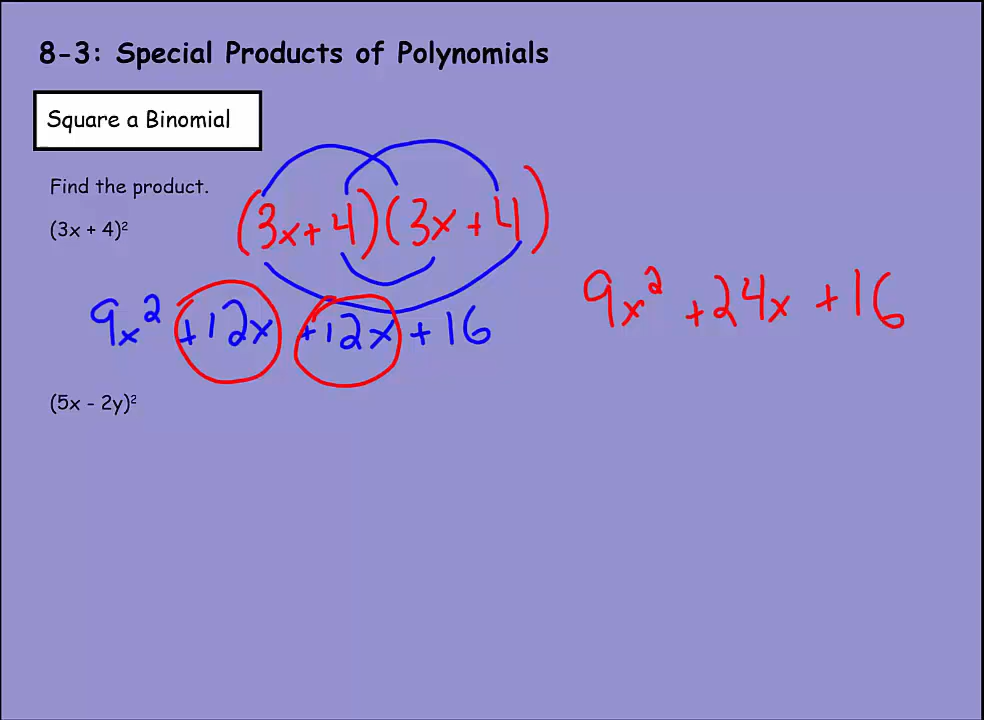 8-3: Special Products of Polynomials
Square a Binomial
Find the product.
(3x + 4)²
(3x+4)(3x+4)
9x² +12x +12x +16
9x² +24x +16
(5x - 2y)²